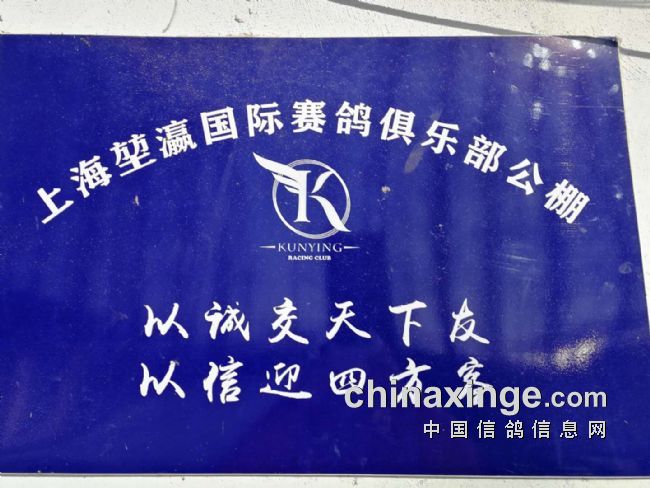 上海堃瀛国际赛鸽俱乐部公棚
K
KUNYING
RACING CLUB
以诚交天下友
以信迎四方客
chinaxinge.com
中国信鸽信息网